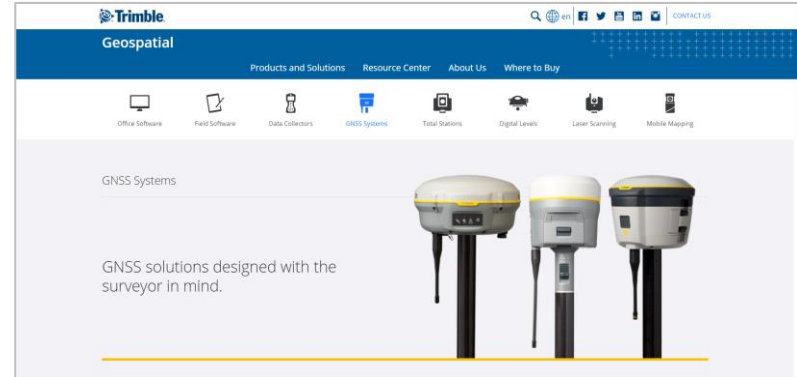 Trimble.
en
CONTACT US
Geospatial
Products and Solutions Resource Center About Us Where to Buy
Office Software Field Software Data Collectors GNSS Systems Total Stations Digital Levels Laser Scanning Mobile Mapping
GNSS Systems
GNSS solutions designed with the
surveyor in mind.